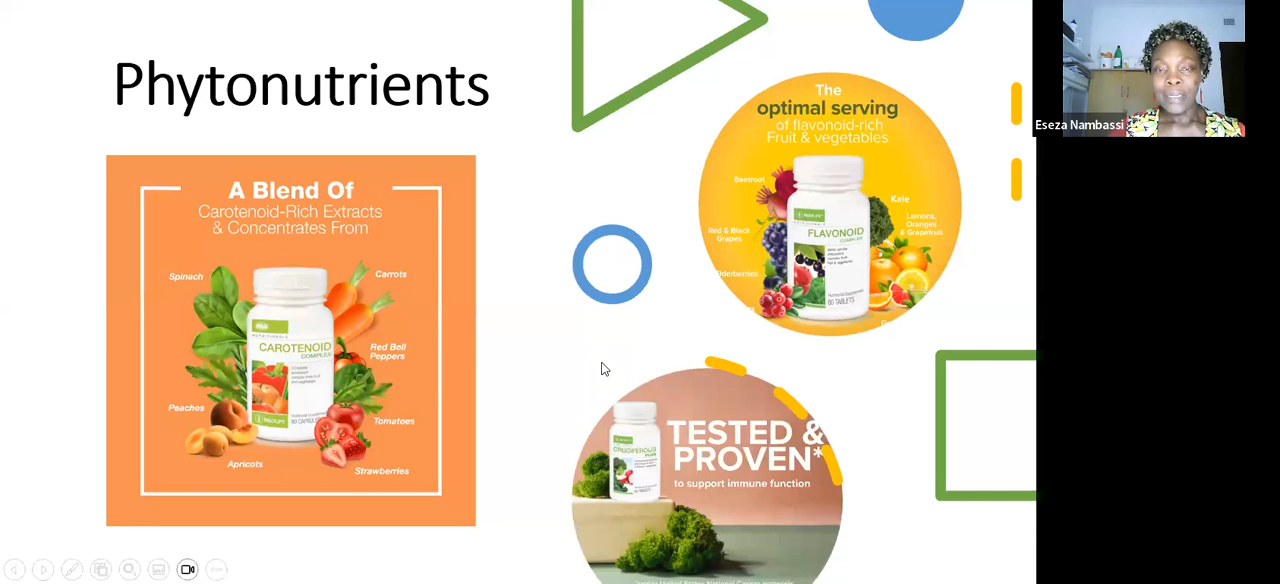 Phytonutrients
A Blend Of
Carotenoid-Rich Extracts
& Concentrates From
Spinach
Carrots
Red Bell
Peppers
Peaches
Tomatoes
Apricots
Strawberries
CAROTENOID
COMPLEX
The
optimal serving
of flavonoid-rich
Fruit & vegetables
Beetroot
Kale
Red & Black
Grapes
Lemons,
Oranges
& Grapefruit
Elderberries
FLAVONOID
COMPLEX
60 TABLETS
TESTED &
PROVEN*
to support immune function
CRUCIFEROUS
Eseza Nambassi